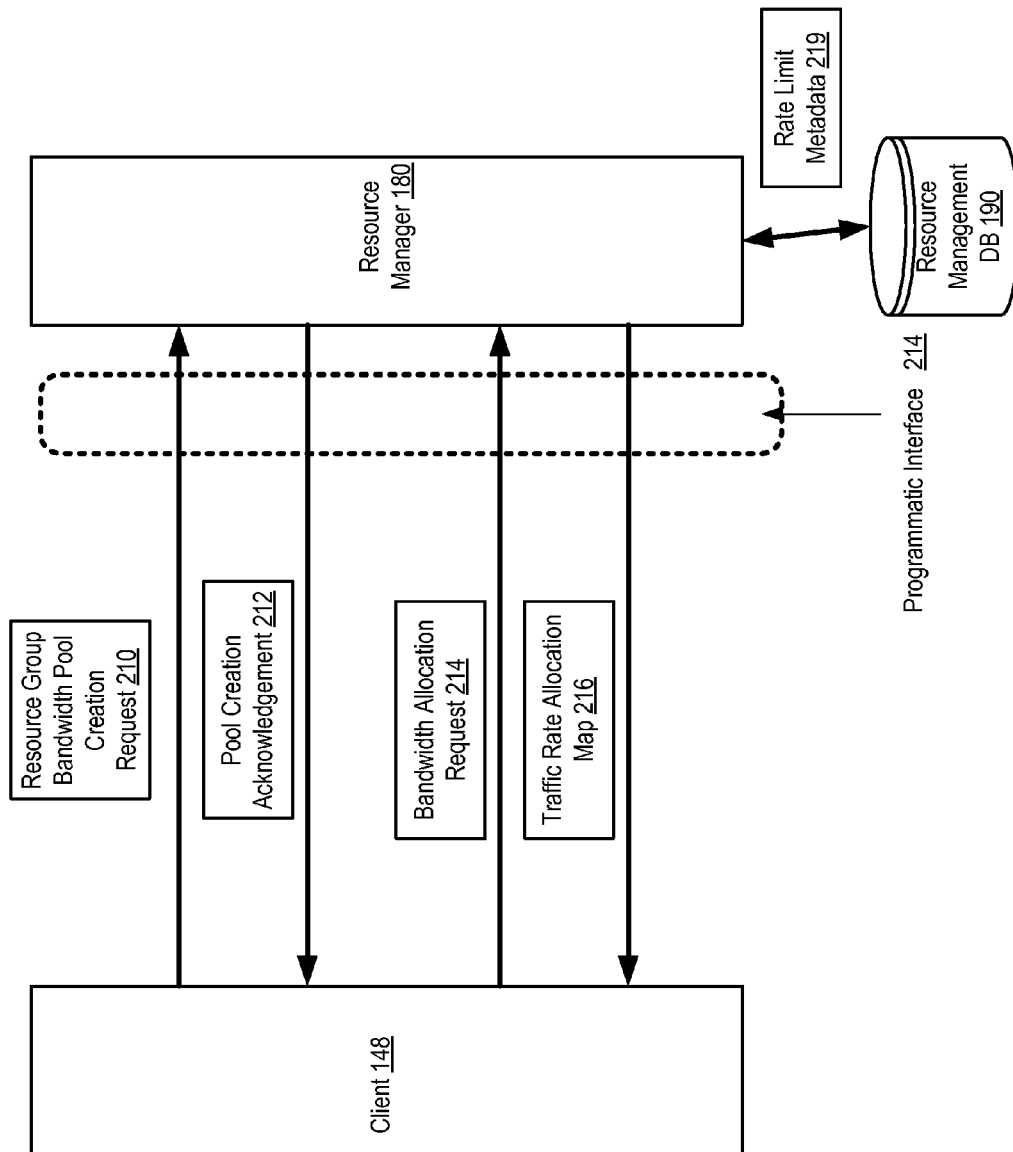 Resource Group
Bandwidth Pool
Creation
Request 210
Pool Creation
Acknowledgement 212
Bandwidth Allocation
Request 214
Traffic Rate Allocation
Map 216
Client 148
Resource
Manager 180
Programmatic Interface 214
Rate Limit
Metadata 219
Resource
Management
DB 190